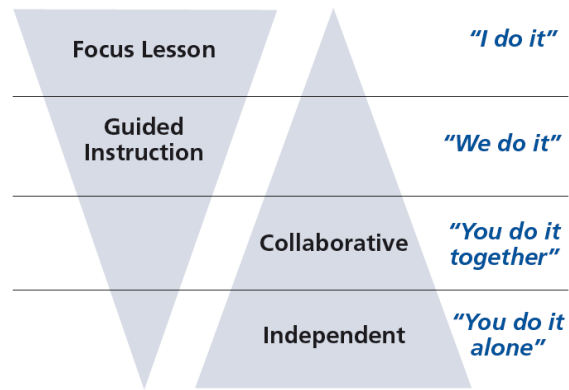 Focus Lesson
“I do it”
Guided
Instruction
“We do it”
Collaborative
“You do it
together”
Independent
“You do it
alone”